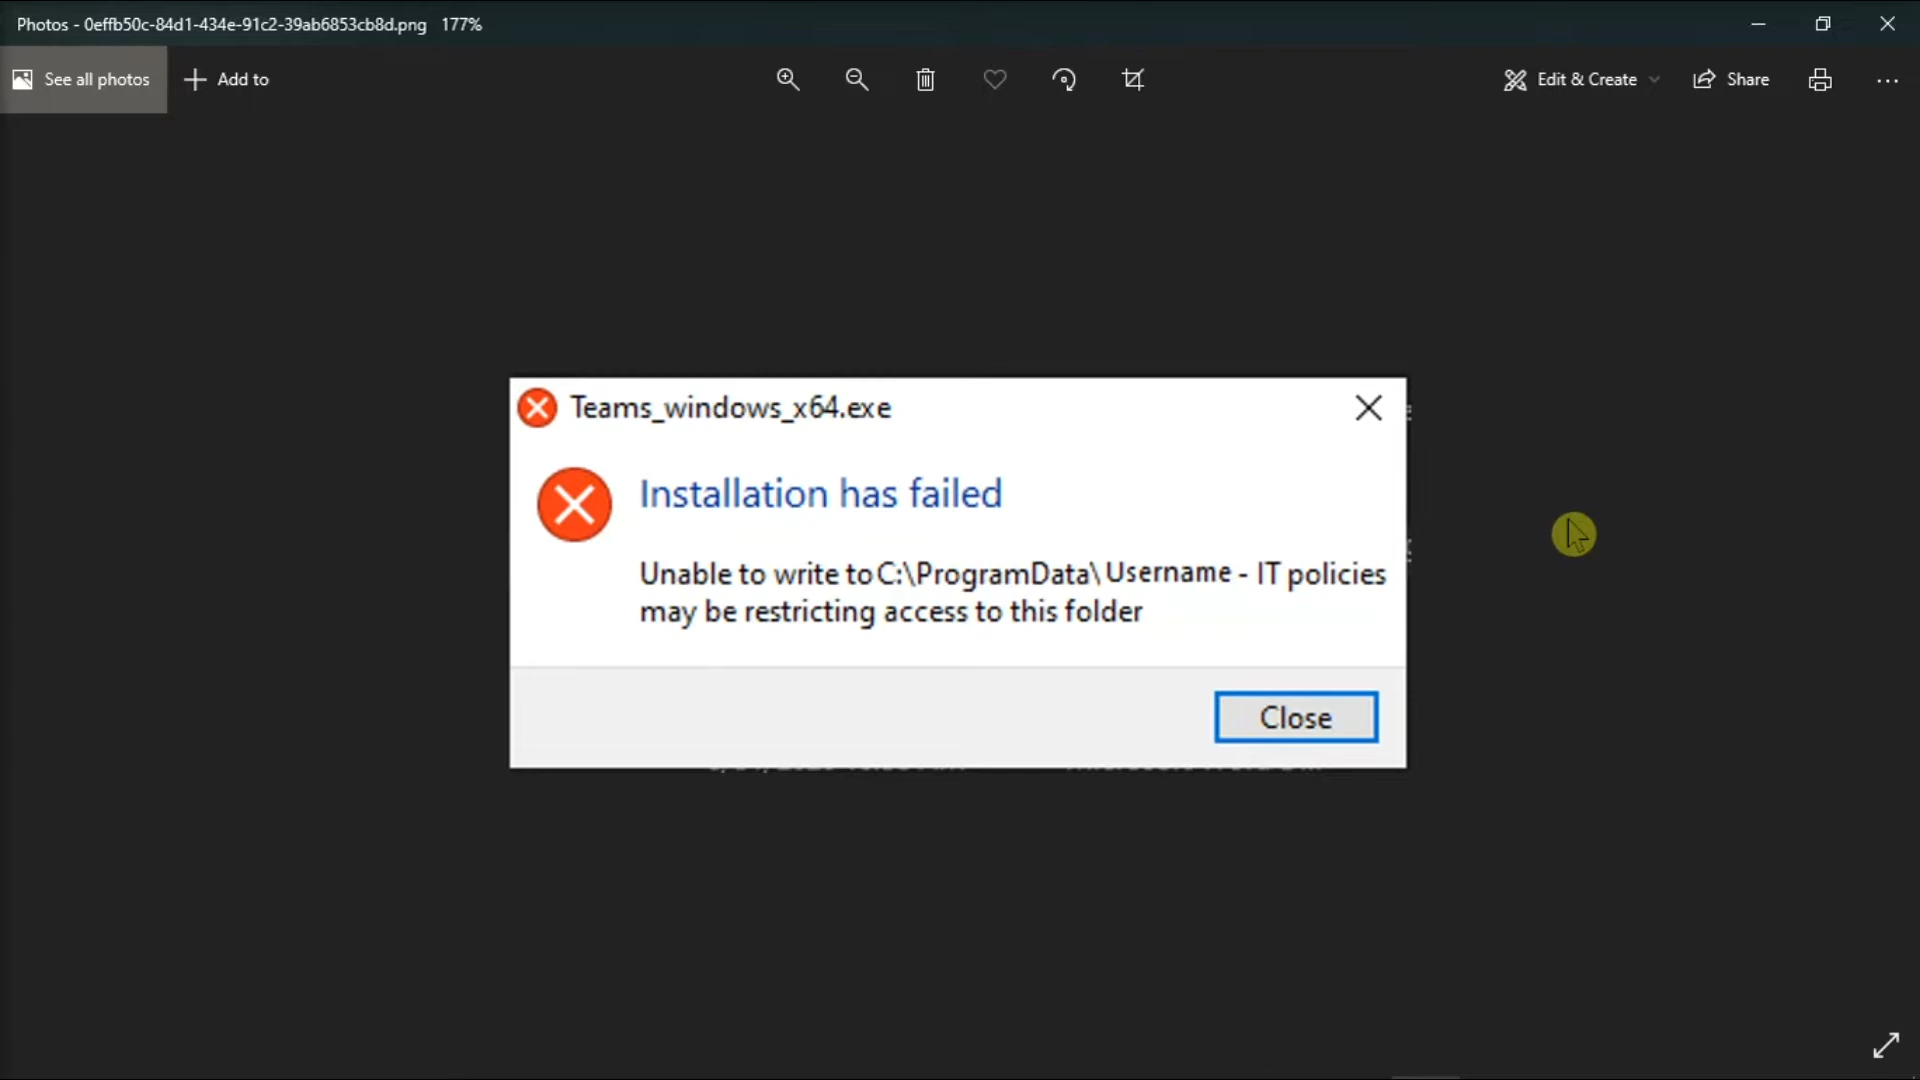 Photos - 0effb50c-84d1-434e-91c2-39ab6853cb8d.png 177%
See all photos
Add to
Edit & Create
Share
Teams_windows_x64.exe
Installation has failed
Unable to write to C:\ProgramData\Username - IT policies
may be restricting access to this folder
Close